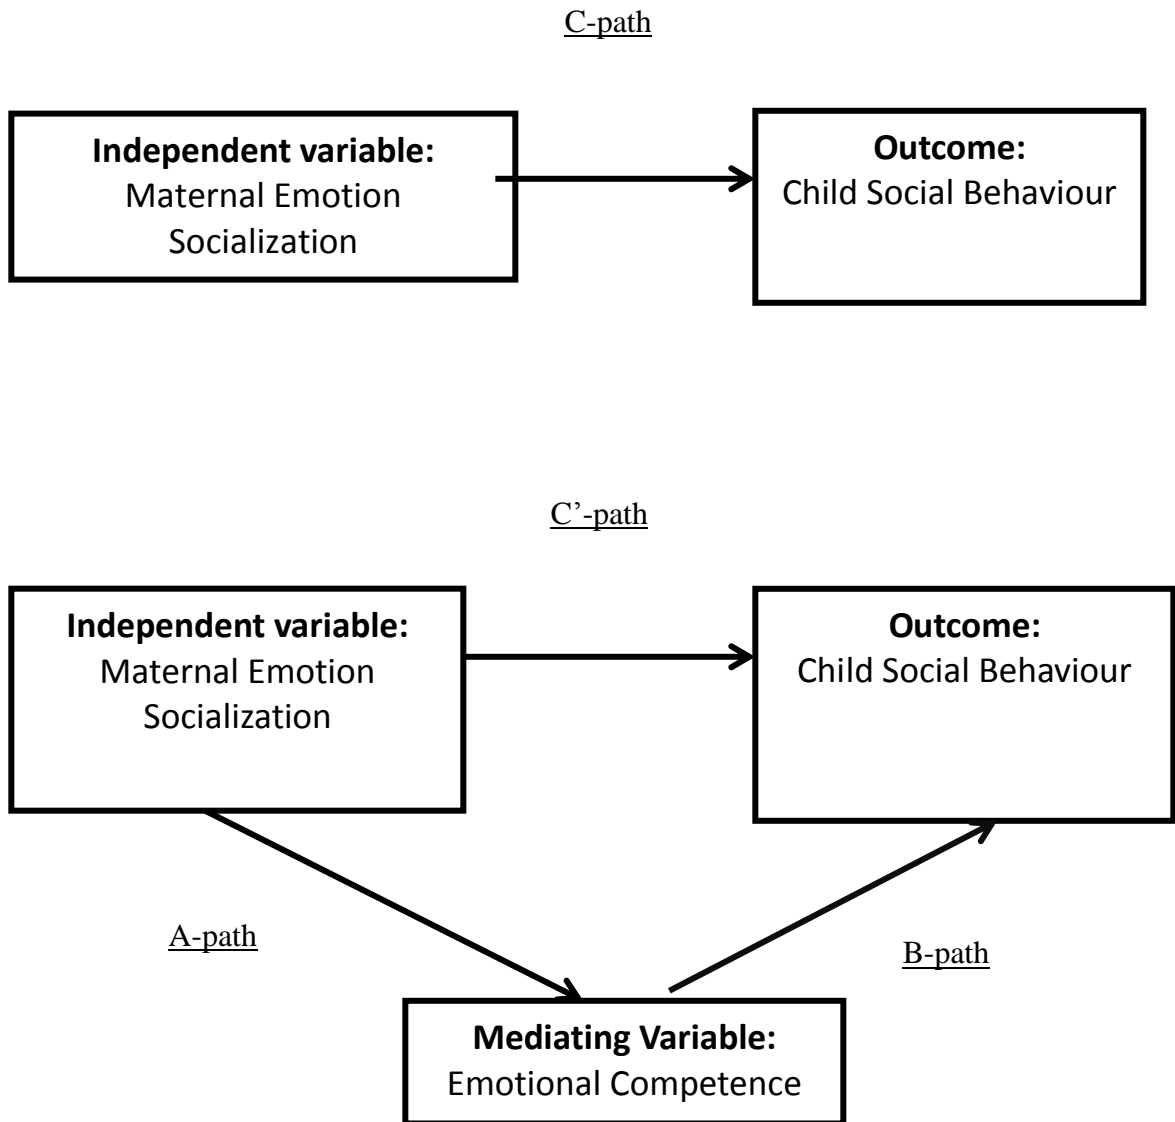 C-path
Independent variable:
Maternal Emotion
Socialization
Outcome:
Child Social Behaviour
C’-path
Independent variable:
Maternal Emotion
Socialization
Outcome:
Child Social Behaviour
A-path
B-path
Mediating Variable:
Emotional Competence